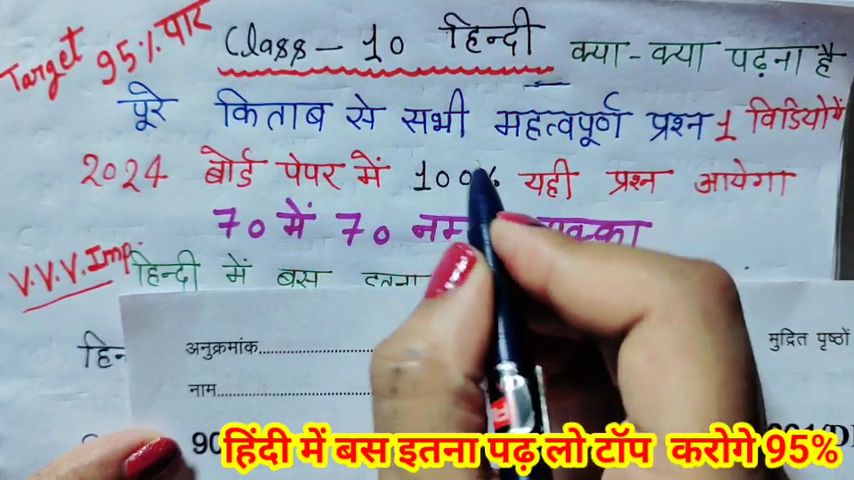 Target 95% पार
Class - 10 हिन्दी क्या-क्या पढ़ना है
पूरे किताब से सभी महत्वपूर्ण प्रश्न 1 विडियो में
2024 बोर्ड पेपर में 100% यही प्रश्न आयेगा
70 में 70
V.V.V. Imp.
हिन्दी में बस
अनुक्रमांक
मुद्रित पृष्ठों
नाम
हिंदी में बस इतना पढ़ लो टॉप करोगे 95%